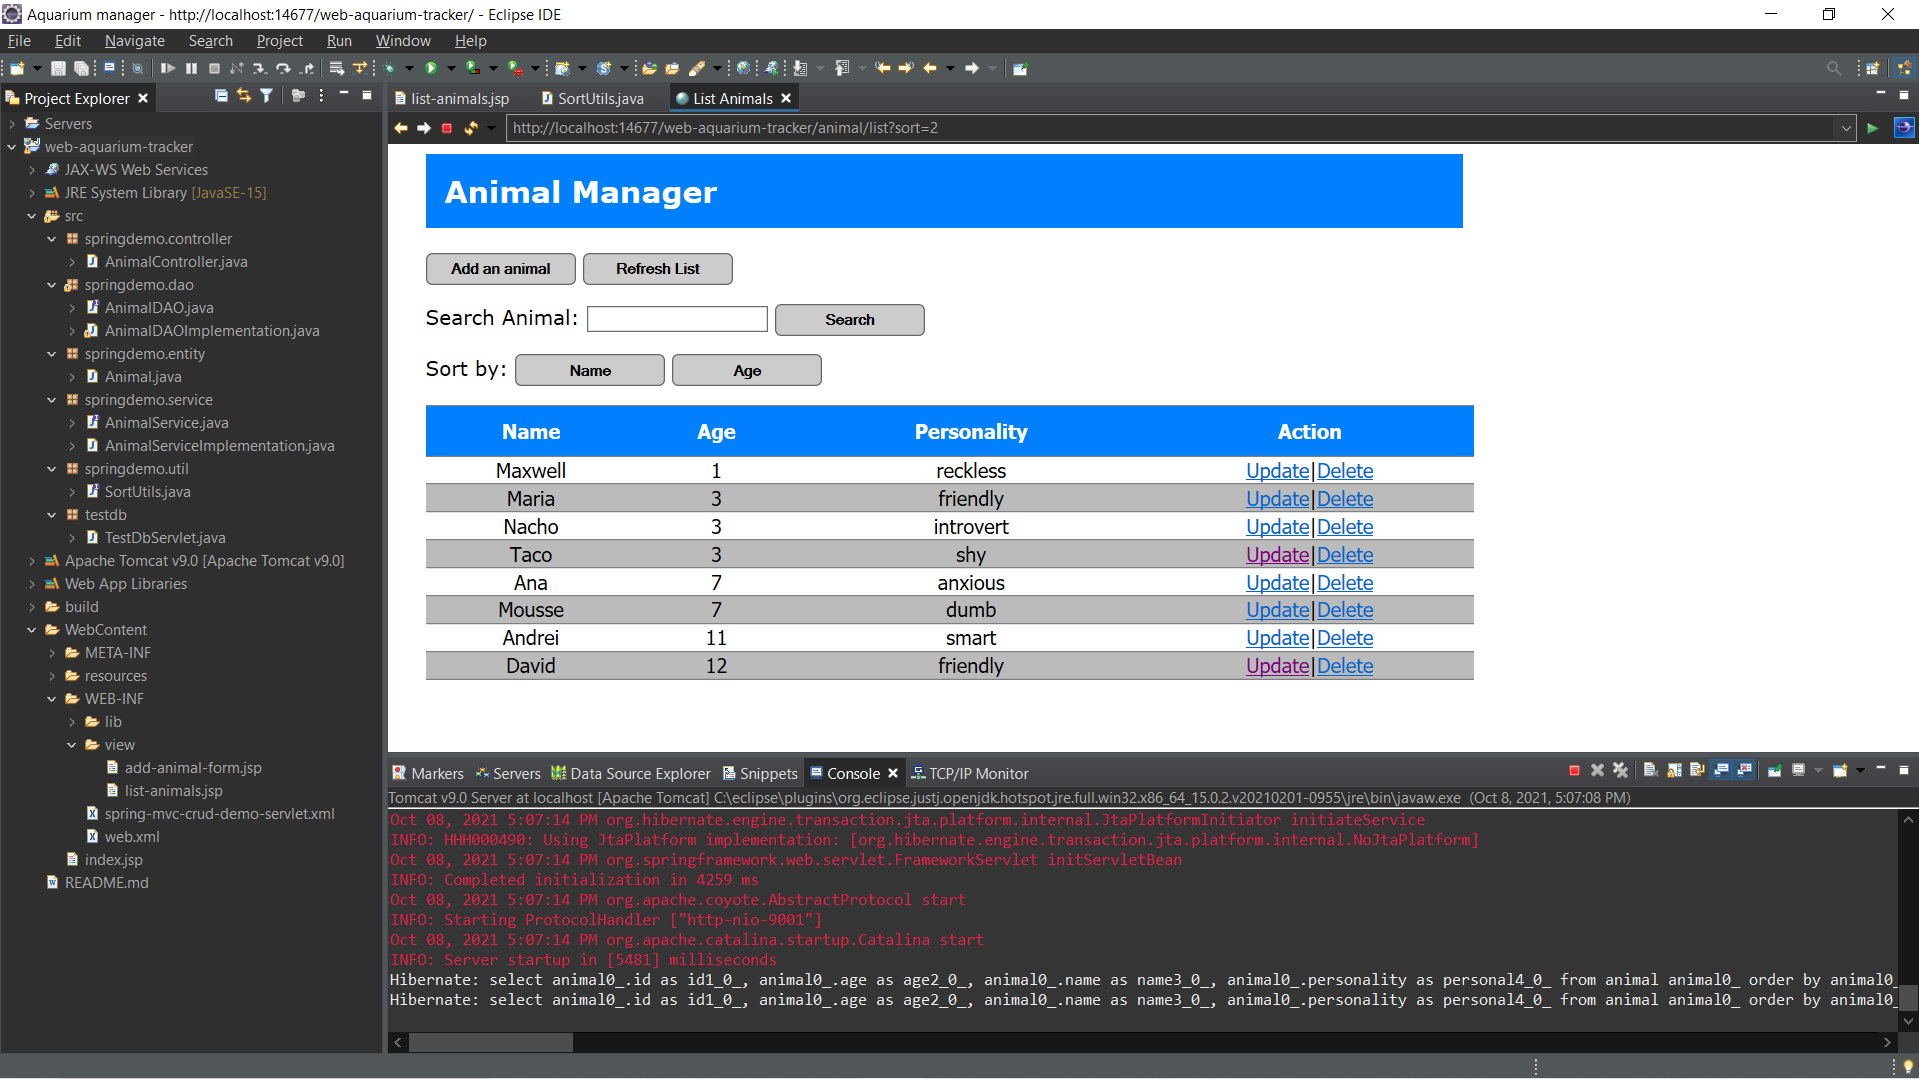 Aquarium manager - http://localhost:14677/web-aquarium-tracker/ - Eclipse IDE
File Edit Navigate Search Project Run Window Help
Project Explorer
Servers
web-aquarium-tracker
JAX-WS Web Services
JRE System Library [JavaSE-15]
src
springdemo.controller
AnimalController.java
springdemo.dao
AnimalDAO.java
AnimalDAOImplementation.java
springdemo.entity
Animal.java
springdemo.service
AnimalService.java
AnimalServiceImplementation.java
springdemo.util
SortUtils.java
testdb
TestDbServlet.java
Apache Tomcat v9.0 [Apache Tomcat v9.0]
Web App Libraries
build
WebContent
META-INF
resources
WEB-INF
lib
view
add-animal-form.jsp
list-animals.jsp
spring-mvc-crud-demo-servlet.xml
web.xml
index.jsp
README.md
list-animals.jsp SortUtils.java List Animals
http://localhost:14677/web-aquarium-tracker/animal/list?sort=2
Animal Manager
Add an animal Refresh List
Search Animal: Search
Sort by: Name Age
Name Age Personality Action
Maxwell 1 reckless Update|Delete
Maria 3 friendly Update|Delete
Nacho 3 introvert Update|Delete
Taco 3 shy Update|Delete
Ana 7 anxious Update|Delete
Mousse 7 dumb Update|Delete
Andrei 11 smart Update|Delete
David 12 friendly Update|Delete
Markers Servers Data Source Explorer Snippets Console TCP/IP Monitor
Tomcat v9.0 Server at localhost [Apache Tomcat] C:\eclipse\plugins\org.eclipse.justj.openjdk.hotspot.jre.full.win32.x86_64_15.0.2.v20210201-0955\jre\bin\javaw.exe (Oct 8, 2021, 5:07:08 PM)
Oct 08, 2021 5:07:14 PM org.hibernate.engine.transaction.jta.platform.internal.JtaPlatformInitiator initiateService
INFO: HHH000490: Using JtaPlatform implementation: [org.hibernate.engine.transaction.jta.platform.internal.NoJtaPlatform]
Oct 08, 2021 5:07:14 PM org.springframework.web.servlet.FrameworkServlet initServletBean
INFO: Completed initialization in 4259 ms
Oct 08, 2021 5:07:14 PM org.apache.coyote.AbstractProtocol start
INFO: Starting ProtocolHandler ["http-nio-9001"]
Oct 08, 2021 5:07:14 PM org.apache.catalina.startup.Catalina start
INFO: Server startup in [5481] milliseconds
Hibernate: select animal0_.id as id1_0_, animal0_.age as age2_0_, animal0_.name as name3_0_, animal0_.personality as personal4_0_ from animal animal0_ order by animal0_
Hibernate: select animal0_.id as id1_0_, animal0_.age as age2_0_, animal0_.name as name3_0_, animal0_.personality as personal4_0_ from animal animal0_ order by animal0_